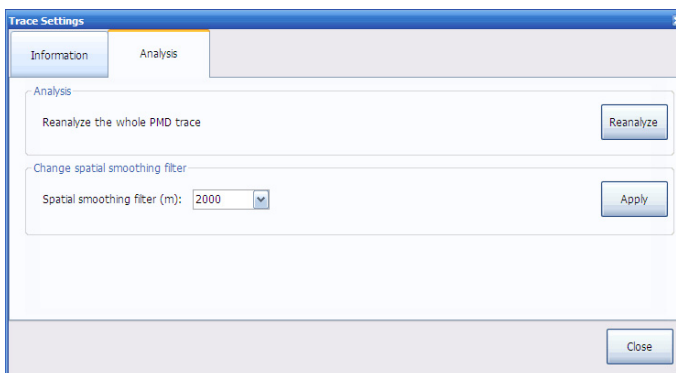 Trace Settings
Information
Analysis
Analysis
Reanalyze the whole PMD trace
Reanalyze
Change spatial smoothing filter
Spatial smoothing filter (m): 2000
Apply
Close